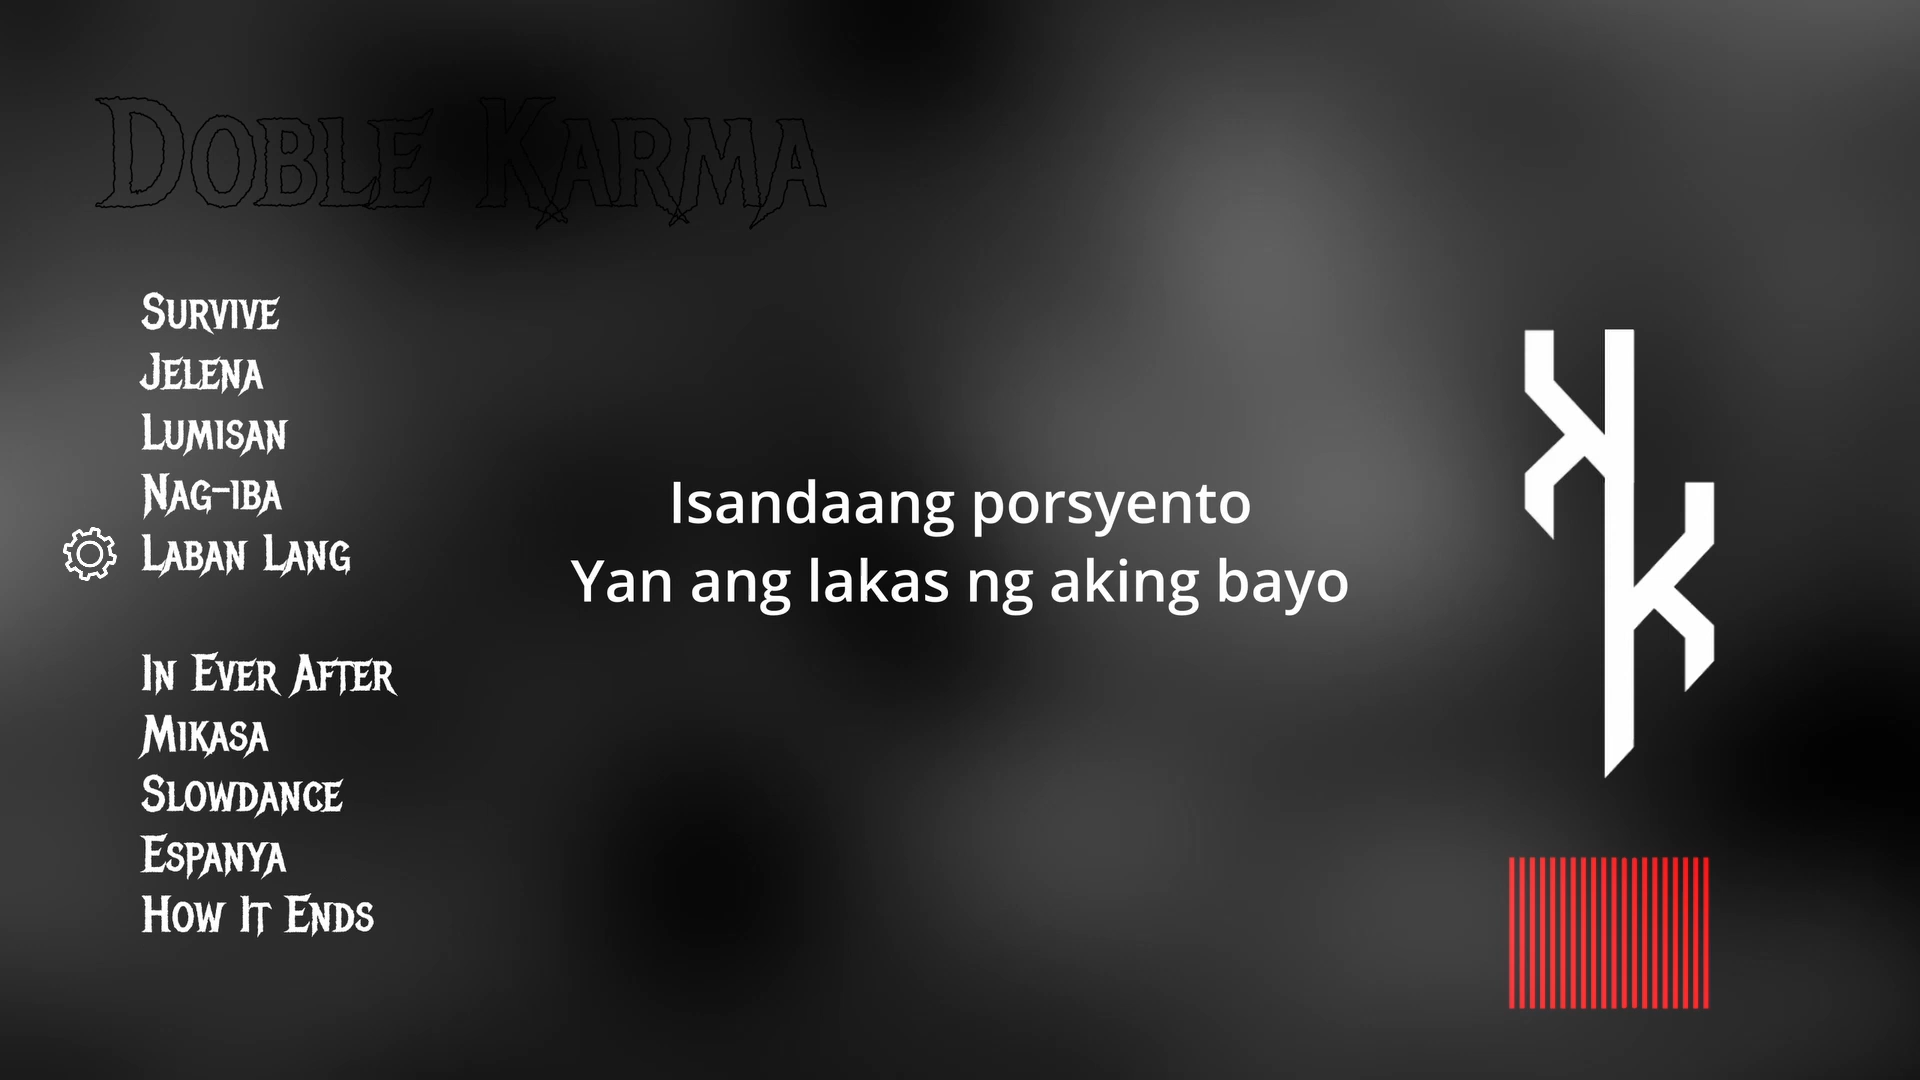 Doble Karma
Survive
Jelena
Lumisan
Nag-iba
Laban Lang
In Ever After
Mikasa
Slowdance
Espanya
How It Ends
Isandaang porsyento
Yan ang lakas ng aking bayo